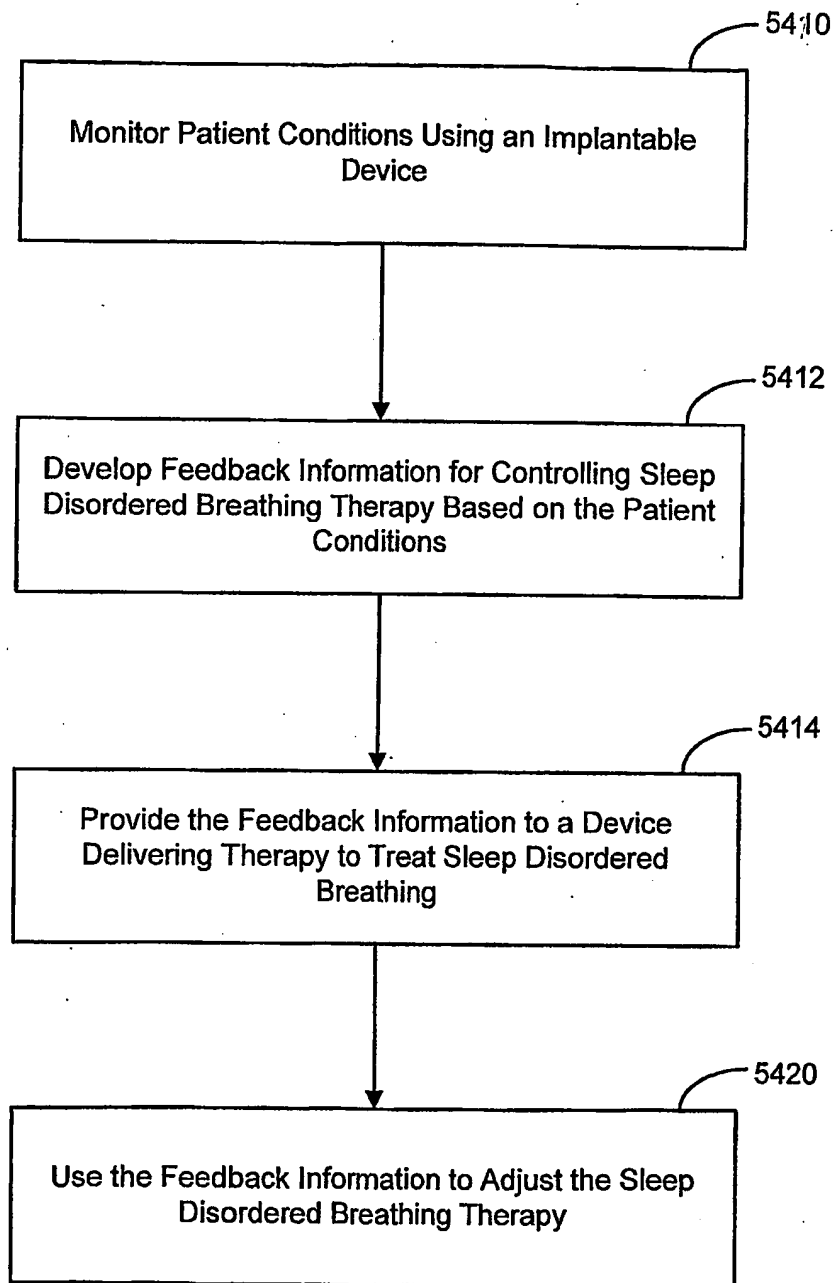 5410
Monitor Patient Conditions Using an Implantable
Device
5412
Develop Feedback Information for Controlling Sleep
Disordered Breathing Therapy Based on the Patient
Conditions
5414
Provide the Feedback Information to a Device
Delivering Therapy to Treat Sleep Disordered
Breathing
5420
Use the Feedback Information to Adjust the Sleep
Disordered Breathing Therapy